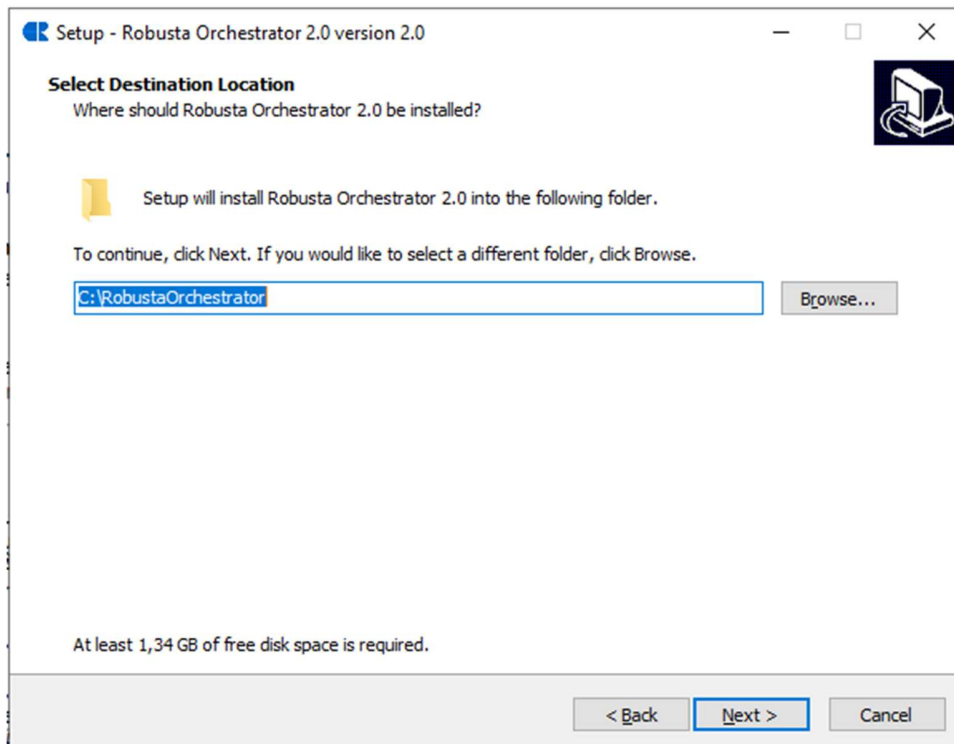 Setup - Robusta Orchestrator 2.0 version 2.0
Select Destination Location
Where should Robusta Orchestrator 2.0 be installed?
Setup will install Robusta Orchestrator 2.0 into the following folder.
To continue, click Next. If you would like to select a different folder, click Browse.
C:\RobustaOrchestrator
Browse...
At least 1,34 GB of free disk space is required.
< Back
Next >
Cancel